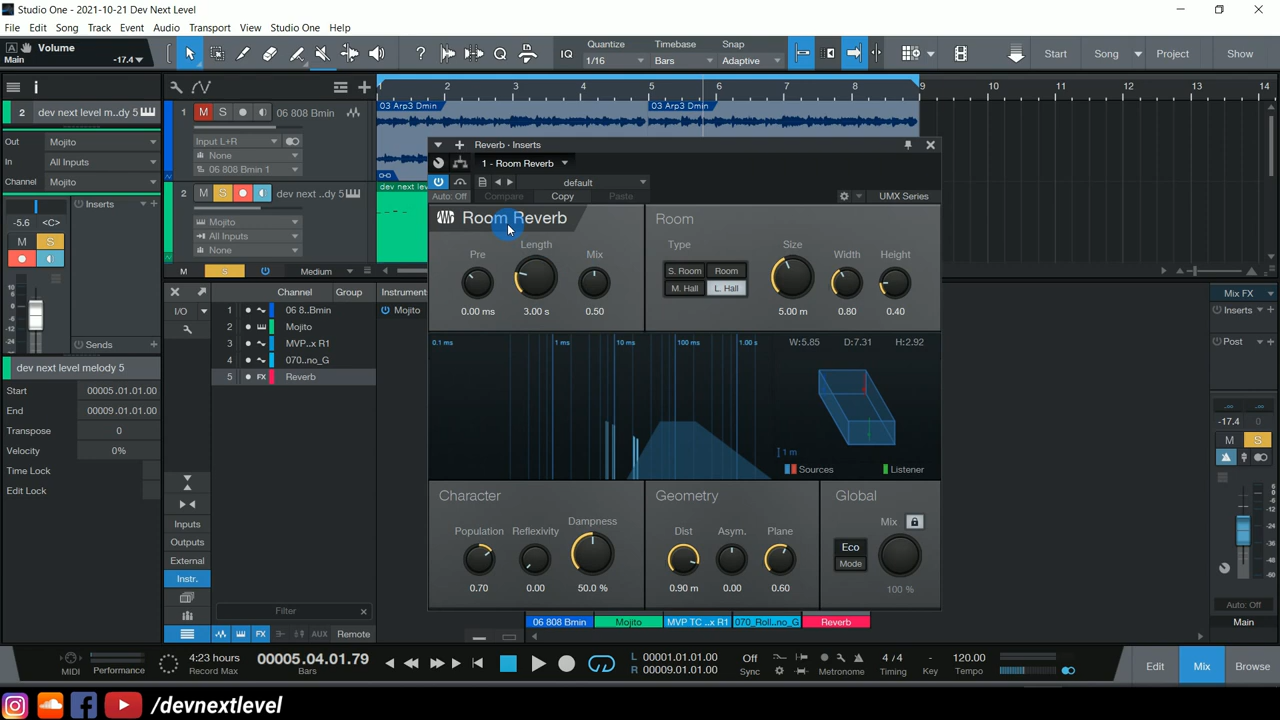 Studio One - 2021-10-21 Dev Next Level
File Edit Song Track Event View Audio Transport View Studio One Help
Volume
Main -17.4
Quantize
1/16
Timebase
Bars
Snap
Adaptive
IQ
Start Song Project Show
2 dev next level m..dy 5
Out Mojito
In All Inputs
Channel Mojito
Inserts
-5.6 <C>
M S
Sends
dev next level melody 5
Start 00005.01.01.00
End 00009.01.01.00
Transpose 0
Velocity 0%
Time Lock
Edit Lock
1 M S 06 808 Bmin
Input L+R
None
06 808 Bmin 1
2 M S dev next ..dy 5
Mojito
All Inputs
None
M S Medium
1 2 3 4 5 6 7 8 9 10 11 12 13 14
03 Arp3 Dmin 03 Arp3 Dmin
dev next leve
I/O
Channel Group Instrument
1 06 8..Bmin
2 Mojito
3 MVP..x R1
4 070..no_G
5 FX Reverb
Mojito
Inputs
Outputs
External
Instr.
Filter
FX AUX Remote
Reverb - Inserts
1 - Room Reverb
default
Auto: Off Compare Copy Paste
UMX Series
Room Reverb
Pre Length Mix
0.00 ms 3.00 s 0.50
Room
Type Size Width Height
S. Room Room
M. Hall L. Hall
5.00 m 0.80 0.40
0.1 ms 1 ms 10 ms 100 ms 1.00 s
W:5.85 D:7.31 H:2.92
1 m
Sources Listener
Character
Population Reflexivity Dampness
0.70 0.00 50.0 %
Geometry
Dist Asym. Plane
0.90 m 0.00 0.60
Global
Mix
Eco
Mode
100 %
06 808 Bmin Mojito MVP TC ..x R1 070_Roll..no_G Reverb
Mix FX
Inserts
Post
-17.4 0
M S
Auto: Off
Main
MIDI Performance
4:23 hours
Record Max
00005.04.01.79
Bars
L 00001.01.01.00
R 00009.01.01.00
Off
Sync
Metronome
4 / 4
Timing
-
Key
120.00
Tempo
Edit Mix Browse
/devnextlevel